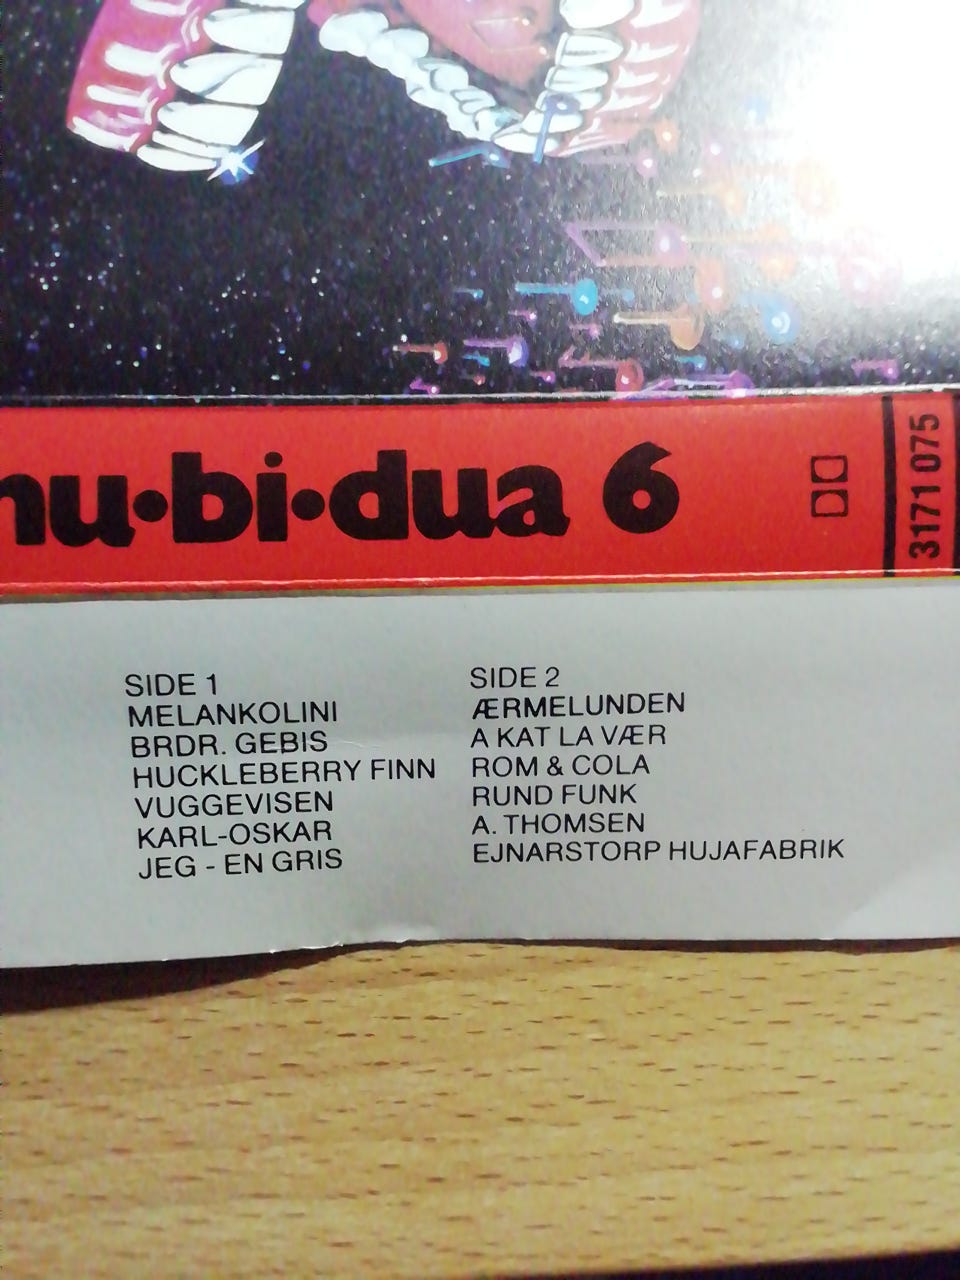 nu•bi•dua 6
3171 075
SIDE 1
MELANKOLINI
BRDR. GEBIS
HUCKLEBERRY FINN
VUGGEVISEN
KARL-OSKAR
JEG - EN GRIS
SIDE 2
ÆRMELUNDEN
A KAT LA VÆR
ROM & COLA
RUND FUNK
A. THOMSEN
EJNARSTORP HUJAFABRIK